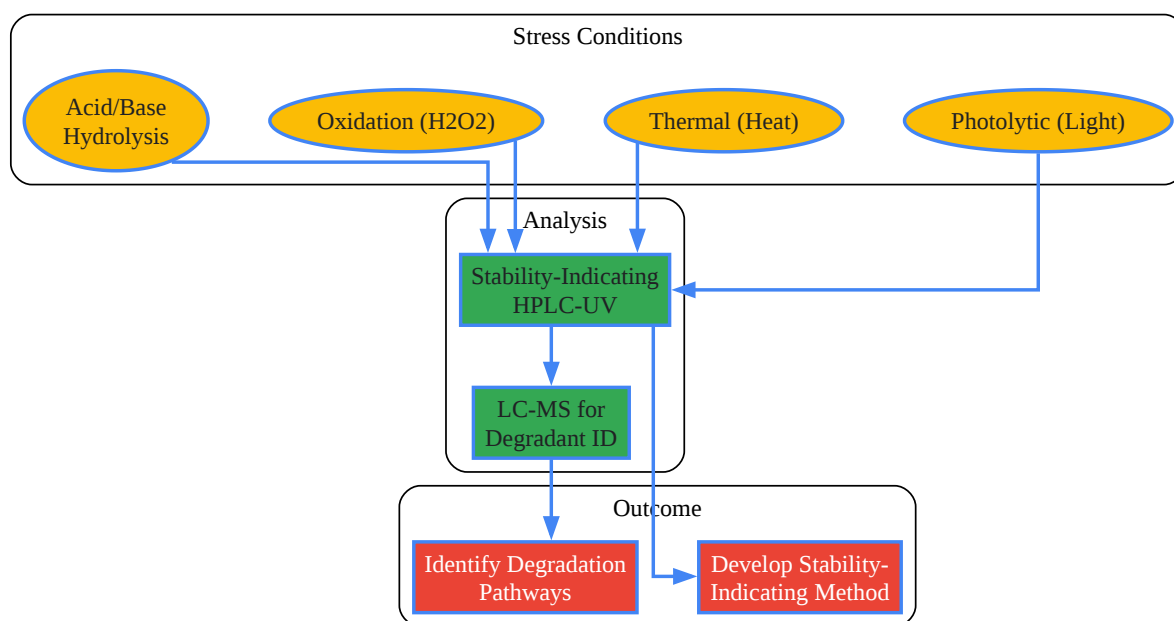 Stress Conditions
Acid/Base
Hydrolysis
Oxidation (H2O2)
Thermal (Heat)
Photolytic (Light)
Analysis
Stability-Indicating
HPLC-UV
LC-MS for
Degradant ID
Outcome
Identify Degradation
Pathways
Develop Stability-
Indicating Method